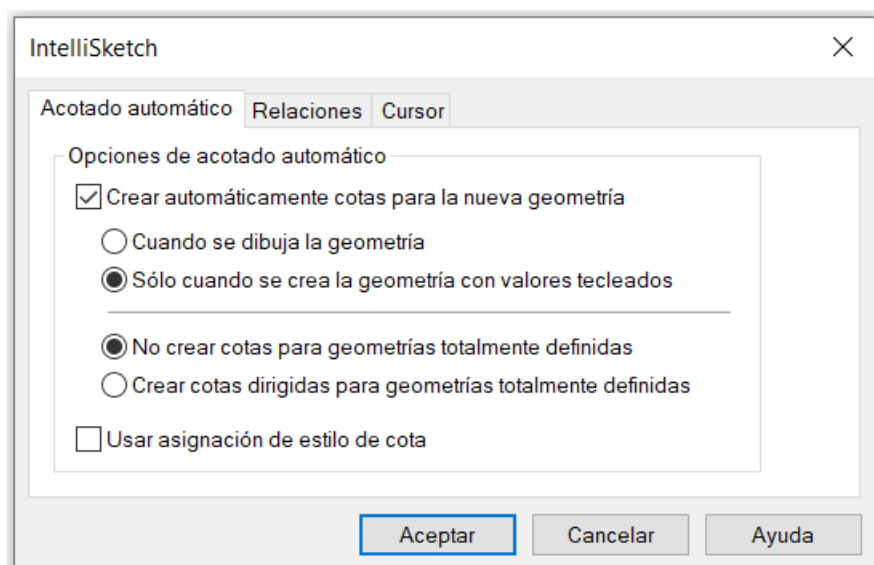 IntelliSketch
Acotado automático Relaciones Cursor
Opciones de acotado automático
Crear automáticamente cotas para la nueva geometría
Cuando se dibuja la geometría
Sólo cuando se crea la geometría con valores tecleados
No crear cotas para geometrías totalmente definidas
Crear cotas dirigidas para geometrías totalmente definidas
Usar asignación de estilo de cota
Aceptar Cancelar Ayuda